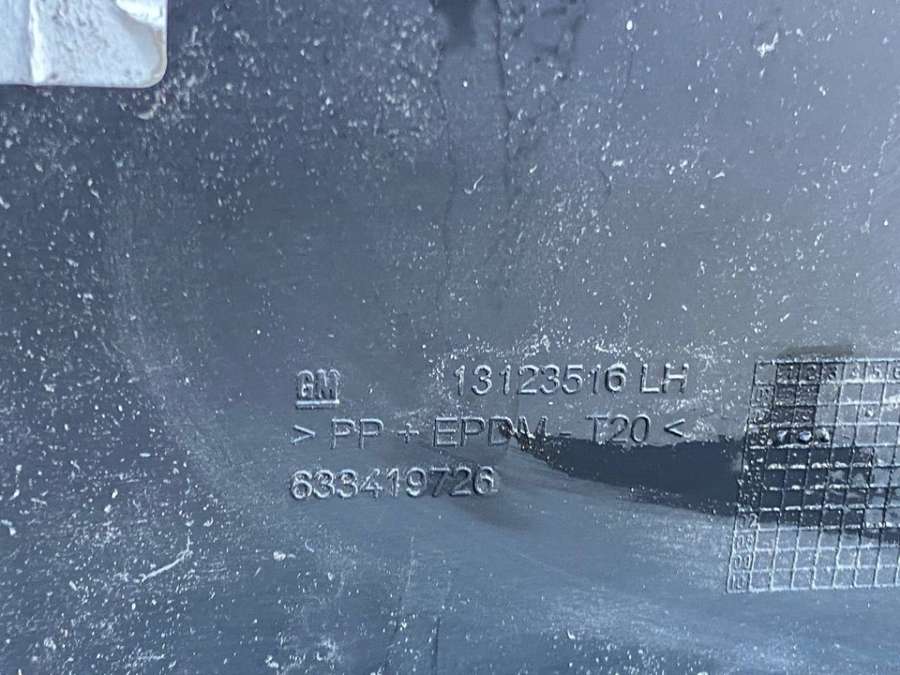 GM 13123516 LH
> PP + EPDM - T20 <
633419726